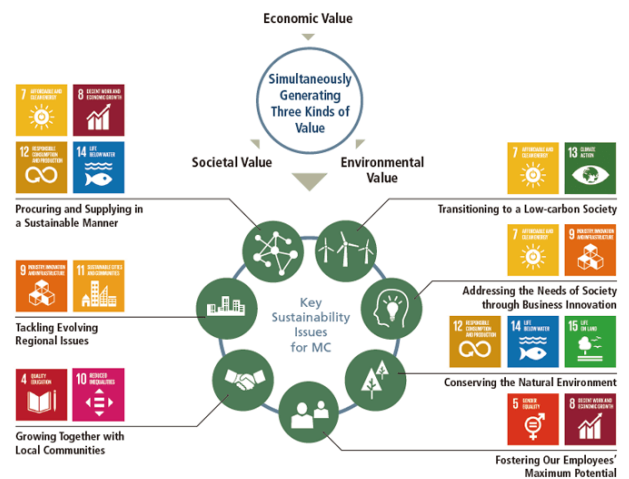 Economic Value
Simultaneously
Generating
Three Kinds of
Value
Societal Value
Environmental
Value
7 AFFORDABLE AND
CLEAN ENERGY
8 DECENT WORK AND
ECONOMIC GROWTH
12 RESPONSIBLE
CONSUMPTION
AND PRODUCTION
14 LIFE
BELOW WATER
Procuring and Supplying in
a Sustainable Manner
9 INDUSTRY, INNOVATION
AND INFRASTRUCTURE
11 SUSTAINABLE CITIES
AND COMMUNITIES
Tackling Evolving
Regional Issues
4 QUALITY
EDUCATION
10 REDUCED
INEQUALITIES
Growing Together with
Local Communities
Key
Sustainability
Issues
for MC
7 AFFORDABLE AND
CLEAN ENERGY
13 CLIMATE
ACTION
Transitioning to a Low-carbon Society
7 AFFORDABLE AND
CLEAN ENERGY
9 INDUSTRY, INNOVATION
AND INFRASTRUCTURE
Addressing the Needs of Society
through Business Innovation
12 RESPONSIBLE
CONSUMPTION
AND PRODUCTION
14 LIFE
BELOW WATER
15 LIFE
ON LAND
Conserving the Natural Environment
5 GENDER
EQUALITY
8 DECENT WORK AND
ECONOMIC GROWTH
Fostering Our Employees’
Maximum Potential